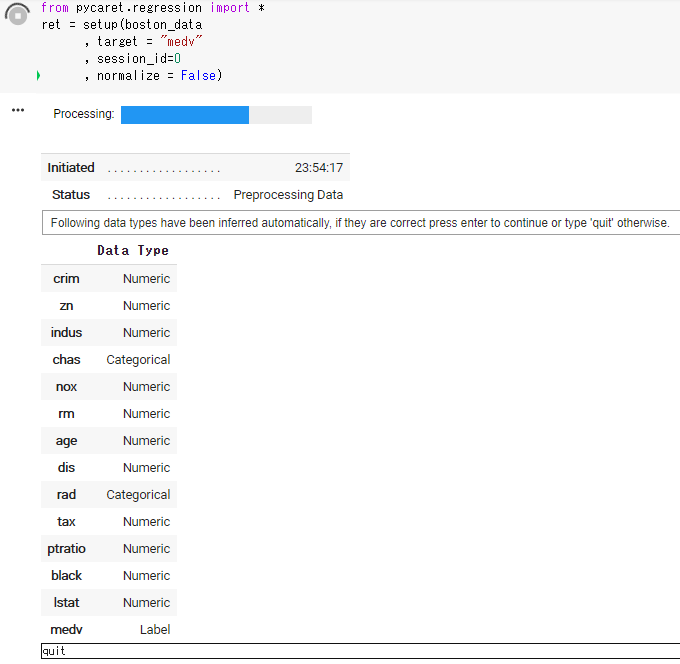 from pycaret.regression import *
ret = setup(boston_data
, target = "medv"
, session_id=0
, normalize = False)
Processing:
Initiated . . . . . . . . . . . . . . . . . . 23:54:17
Status . . . . . . . . . . . . . . . . . . Preprocessing Data
Following data types have been inferred automatically, if they are correct press enter to continue or type 'quit' otherwise.
Data Type
crim Numeric
zn Numeric
indus Numeric
chas Categorical
nox Numeric
rm Numeric
age Numeric
dis Numeric
rad Categorical
tax Numeric
ptratio Numeric
black Numeric
lstat Numeric
medv Label
quit